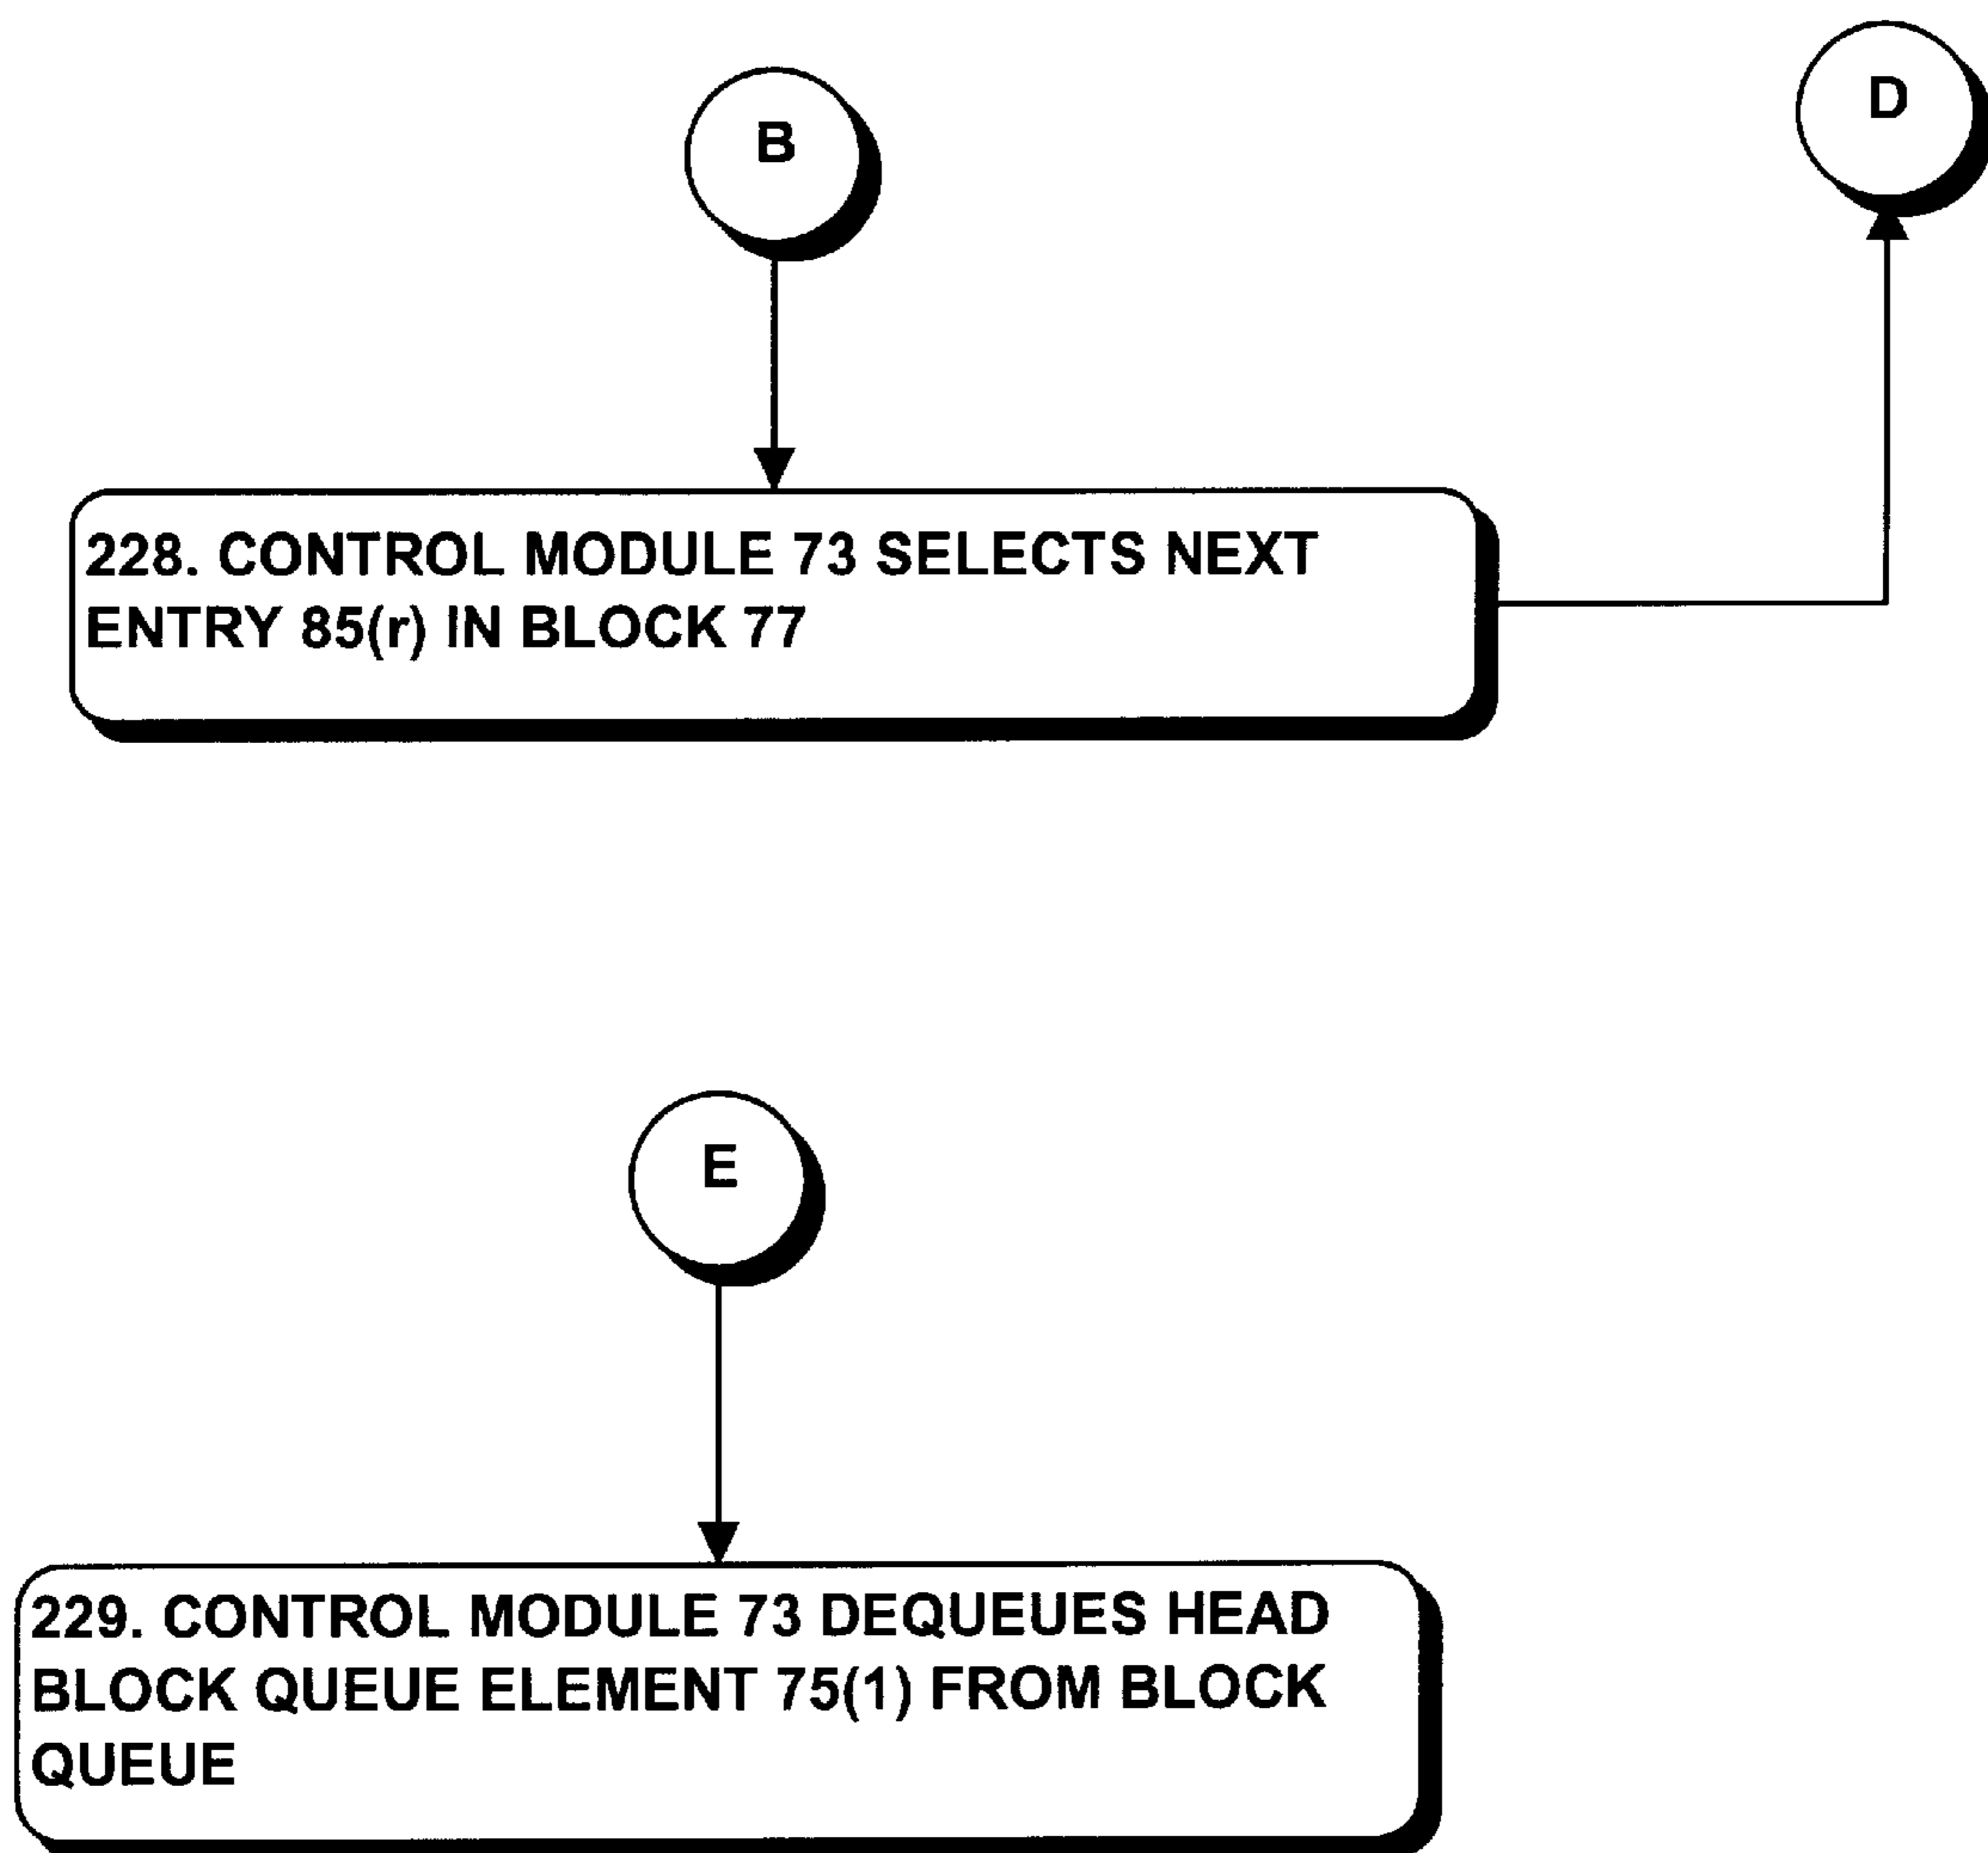 D
B
228. CONTROL MODULE 73 SELECTS NEXT
ENTRY 85(r) IN BLOCK 77
E
229. CONTROL MODULE 73 DEQUEUES HEAD
BLOCK QUEUE ELEMENT 75(1) FROM BLOCK
QUEUE